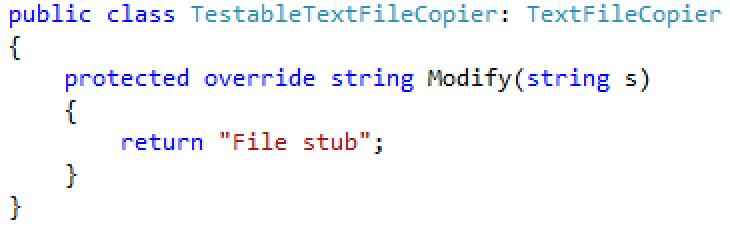 public class TestableTextFileCopier: TextFileCopier
{
    protected override string Modify(string s)
    {
        return "File stub";
    }
}